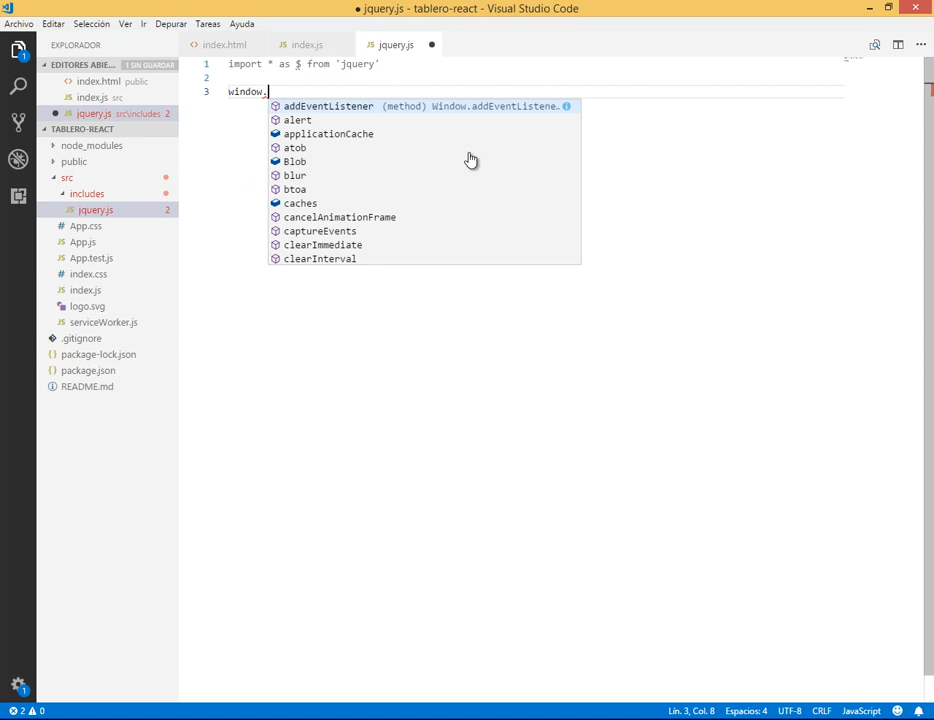 ● jquery.js - tablero-react - Visual Studio Code
Archivo Editar Selección Ver Ir Depurar Tareas Ayuda
EXPLORADOR
EDITORES ABIE... 1 SIN GUARDAR
index.html public
index.js src
jquery.js src\includes 2
TABLERO-REACT
node_modules
public
src
includes
jquery.js 2
App.css
App.js
App.test.js
index.css
index.js
logo.svg
serviceWorker.js
.gitignore
package-lock.json
package.json
README.md
index.html index.js jquery.js
1 import * as $ from 'jquery'
2
3 window.
addEventListener (method) Window.addEventListene...
alert
applicationCache
atob
Blob
blur
btoa
caches
cancelAnimationFrame
captureEvents
clearImmediate
clearInterval
1
1
2 0 Lín. 3, Col. 8 Espacios: 4 UTF-8 CRLF JavaScript